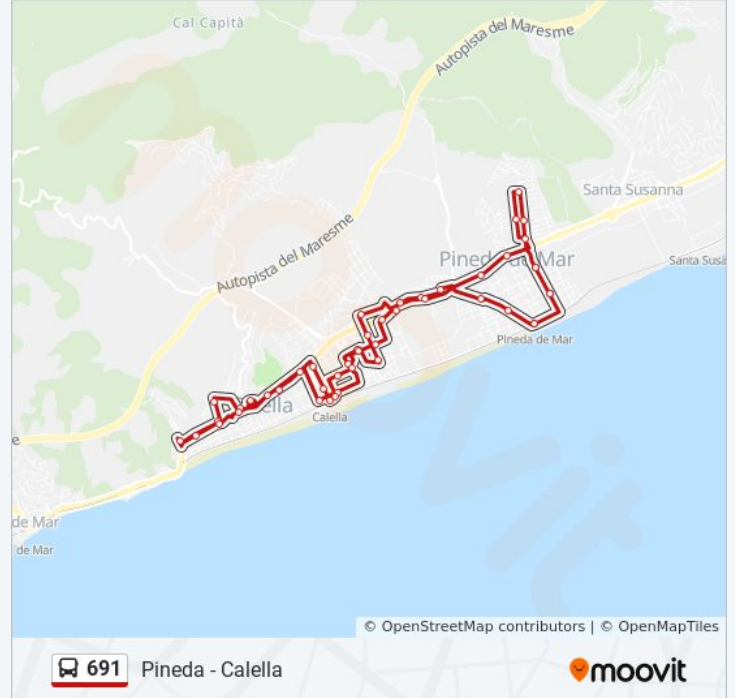 Cal Capità
Autopista del Maresme
Santa Susanna
Pineda de Mar
Santa Susa
Autopista del Maresme
Pineda de Mar
ella
Calella
e
de Mar
de Mar
© OpenStreetMap contributors | © OpenMapTiles
691 Pineda - Calella
moovit